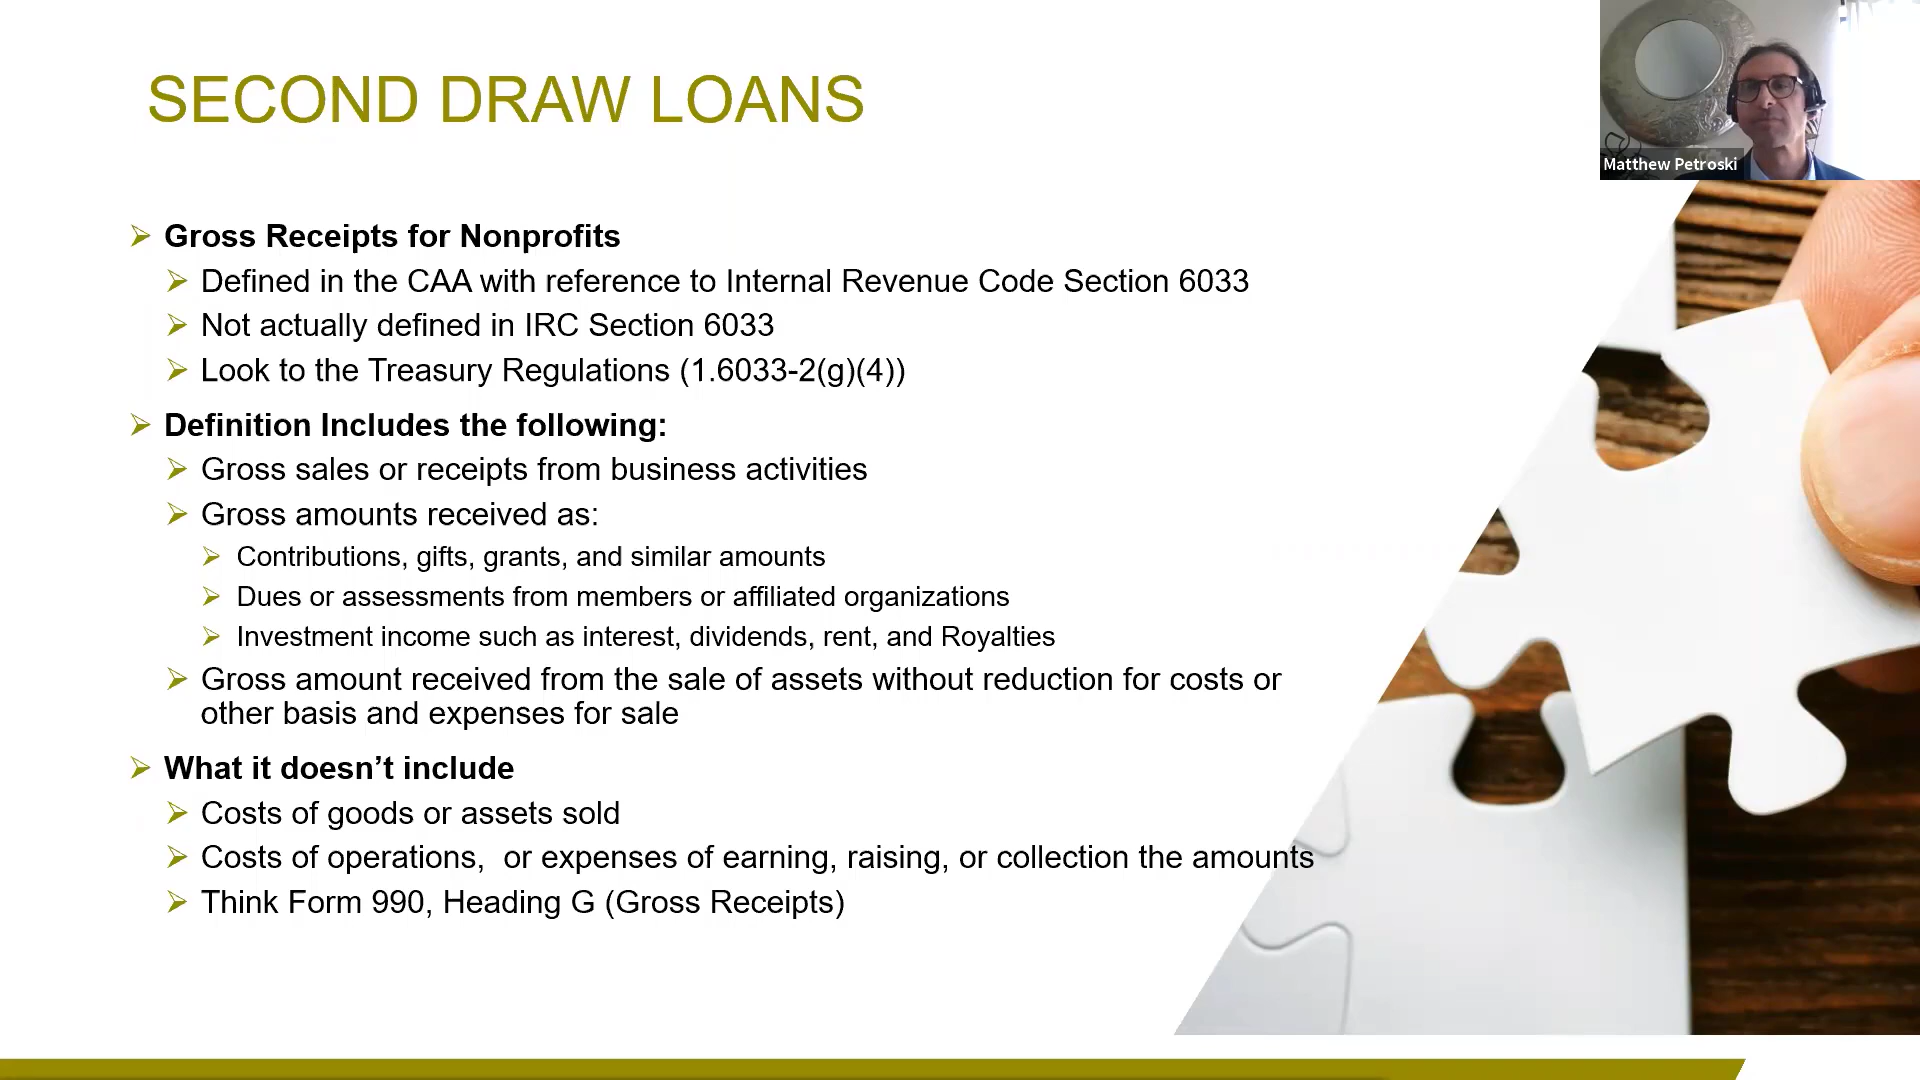 SECOND DRAW LOANS
Matthew Petroski
Gross Receipts for Nonprofits
Defined in the CAA with reference to Internal Revenue Code Section 6033
Not actually defined in IRC Section 6033
Look to the Treasury Regulations (1.6033-2(g)(4))
Definition Includes the following:
Gross sales or receipts from business activities
Gross amounts received as:
Contributions, gifts, grants, and similar amounts
Dues or assessments from members or affiliated organizations
Investment income such as interest, dividends, rent, and Royalties
Gross amount received from the sale of assets without reduction for costs or
other basis and expenses for sale
What it doesn’t include
Costs of goods or assets sold
Costs of operations,  or expenses of earning, raising, or collection the amounts
Think Form 990, Heading G (Gross Receipts)